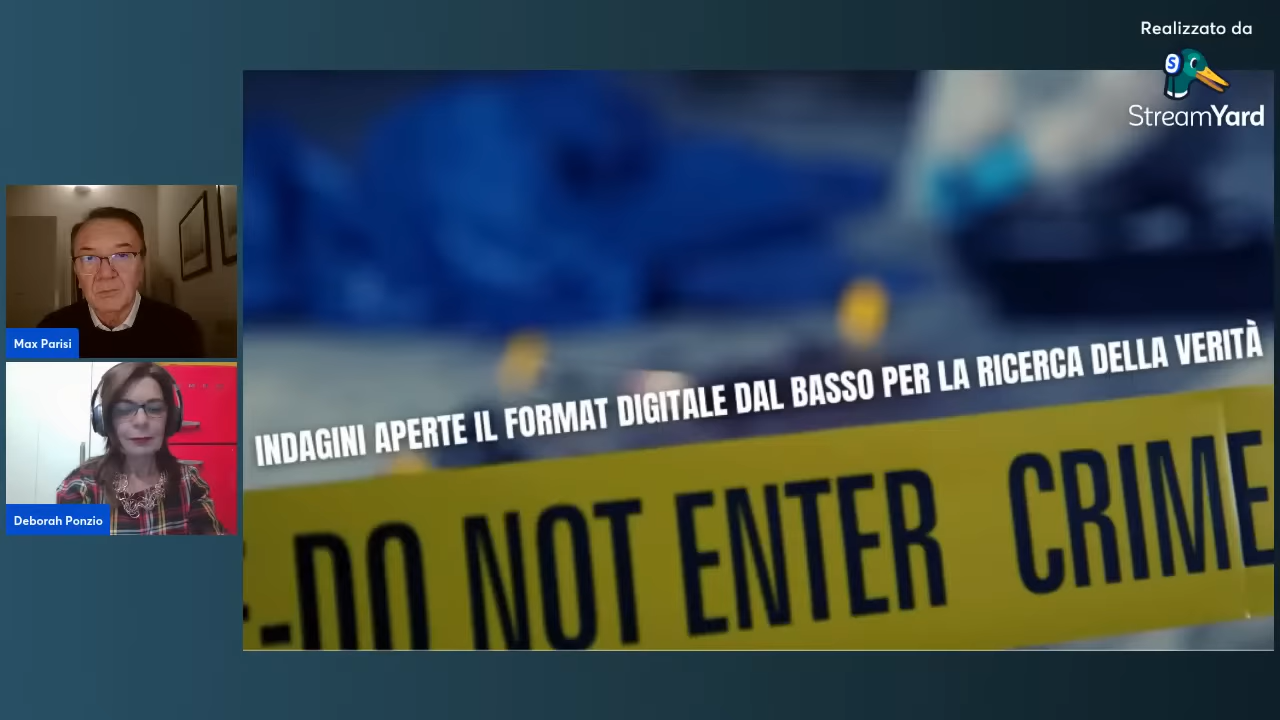 Realizzato da
StreamYard
INDAGINI APERTE IL FORMAT DIGITALE DAL BASSO PER LA RICERCA DELLA VERITÀ
-DO NOT ENTER CRIME
Max Parisi
Deborah Ponzio